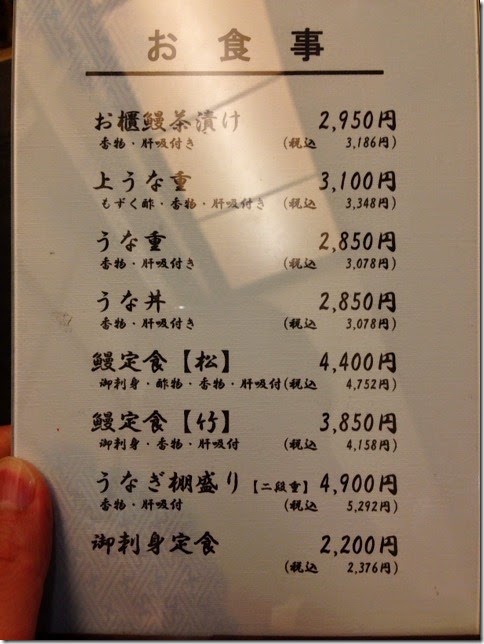 お食事
お櫃鰻茶漬け 2,950円
香物・肝吸付き (税込 3,186円)
上うな重 3,100円
もずく酢・香物・肝吸付き (税込 3,348円)
うな重 2,850円
香物・肝吸付き (税込 3,078円)
うな丼 2,850円
香物・肝吸付き (税込 3,078円)
鰻定食【松】 4,400円
御刺身・酢物・香物・肝吸付 (税込 4,752円)
鰻定食【竹】 3,850円
御刺身・香物・肝吸付 (税込 4,158円)
うなぎ棚盛り【二段重】 4,900円
香物・肝吸付 (税込 5,292円)
御刺身定食 2,200円
(税込 2,376円)